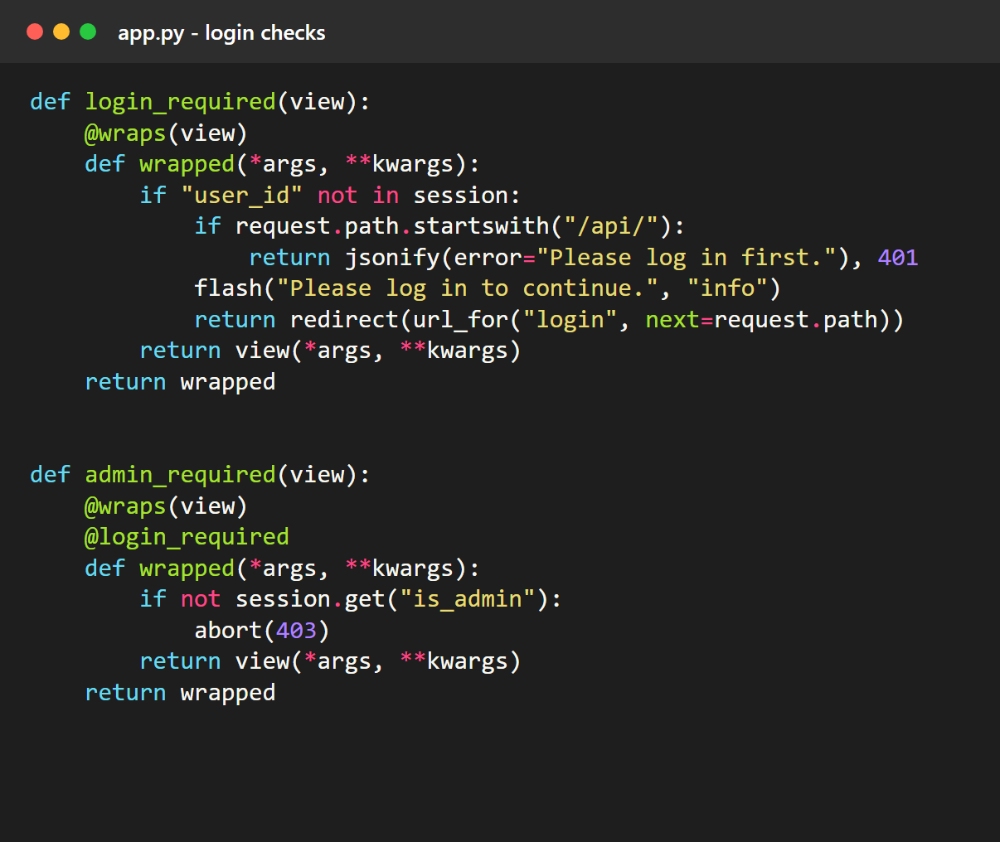 app.py - login checks
def login_required(view):
    @wraps(view)
    def wrapped(*args, **kwargs):
        if "user_id" not in session:
            if request.path.startswith("/api/"):
                return jsonify(error="Please log in first."), 401
            flash("Please log in to continue.", "info")
            return redirect(url_for("login", next=request.path))
        return view(*args, **kwargs)
    return wrapped
def admin_required(view):
    @wraps(view)
    @login_required
    def wrapped(*args, **kwargs):
        if not session.get("is_admin"):
            abort(403)
        return view(*args, **kwargs)
    return wrapped